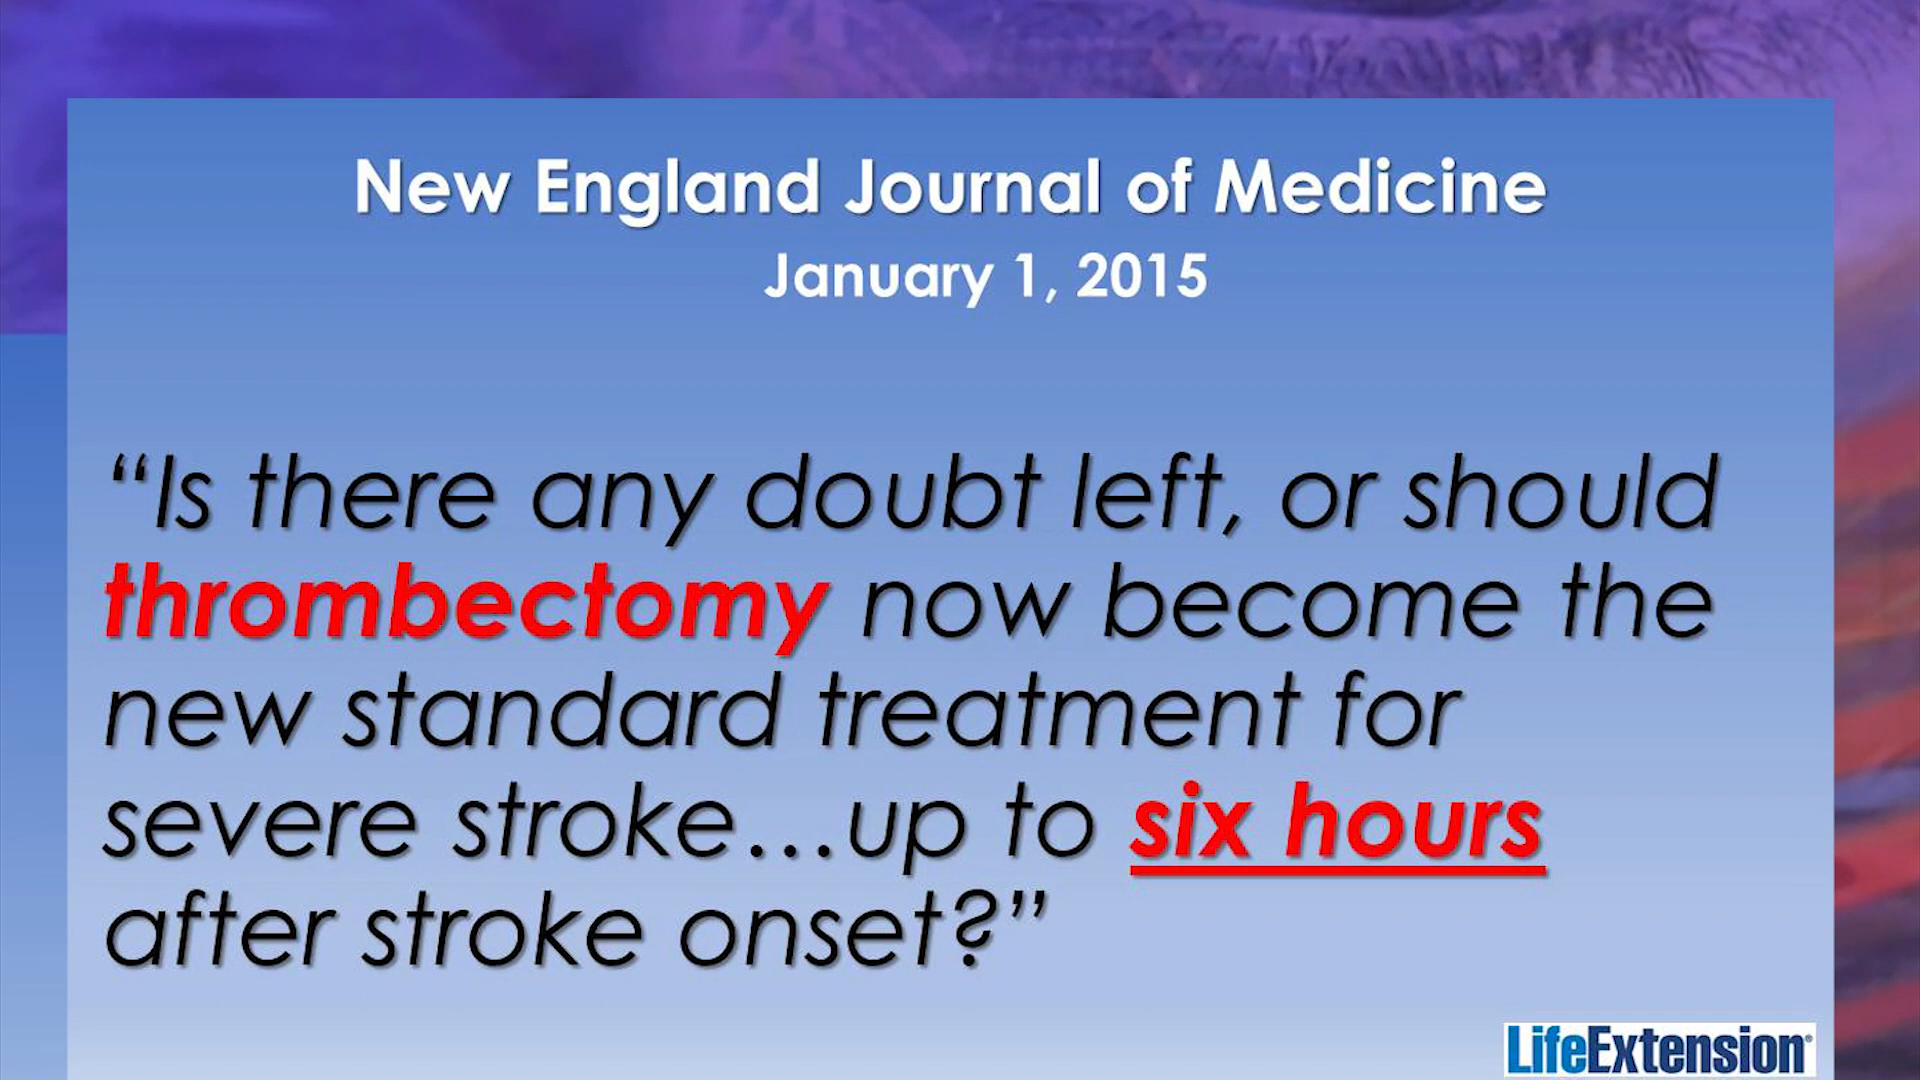 New England Journal of Medicine
January 1, 2015
“Is there any doubt left, or should
thrombectomy now become the
new standard treatment for
severe stroke…up to six hours
after stroke onset?”
LifeExtension®